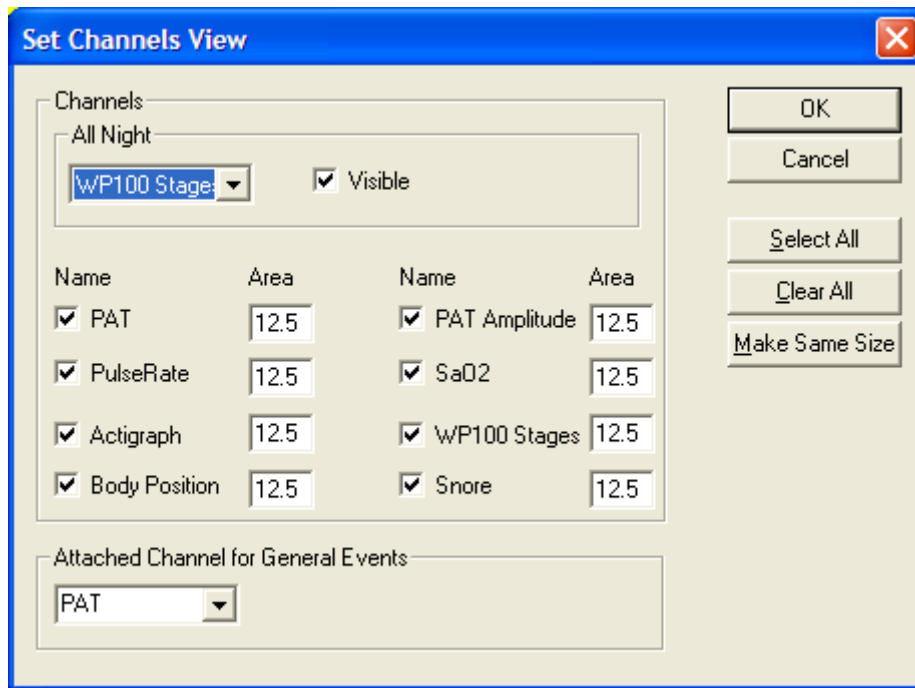 Set Channels View
Channels
All Night
WP100 Stage
Visible
Name Area Name Area
PAT 12.5 PAT Amplitude 12.5
PulseRate 12.5 SaO2 12.5
Actigraph 12.5 WP100 Stages 12.5
Body Position 12.5 Snore 12.5
Attached Channel for General Events
PAT
OK
Cancel
Select All
Clear All
Make Same Size